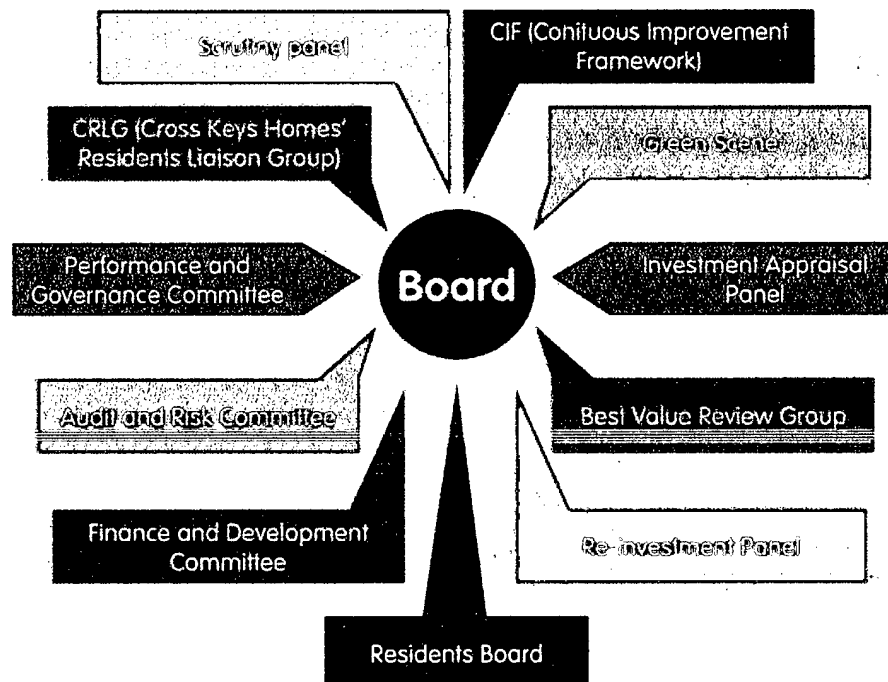 Scrutiny panel
CIF (Conituous Improvement
Framework)
CRLG (Cross Keys Homes'
Residents Liaison Group)
Green Scene
Performance and
Governance Committee
Board
Investment Appraisal
Panel
Audit and Risk Committee
Best Value Review Group
Finance and Development
Committee
Re-investment Panel
Residents Board